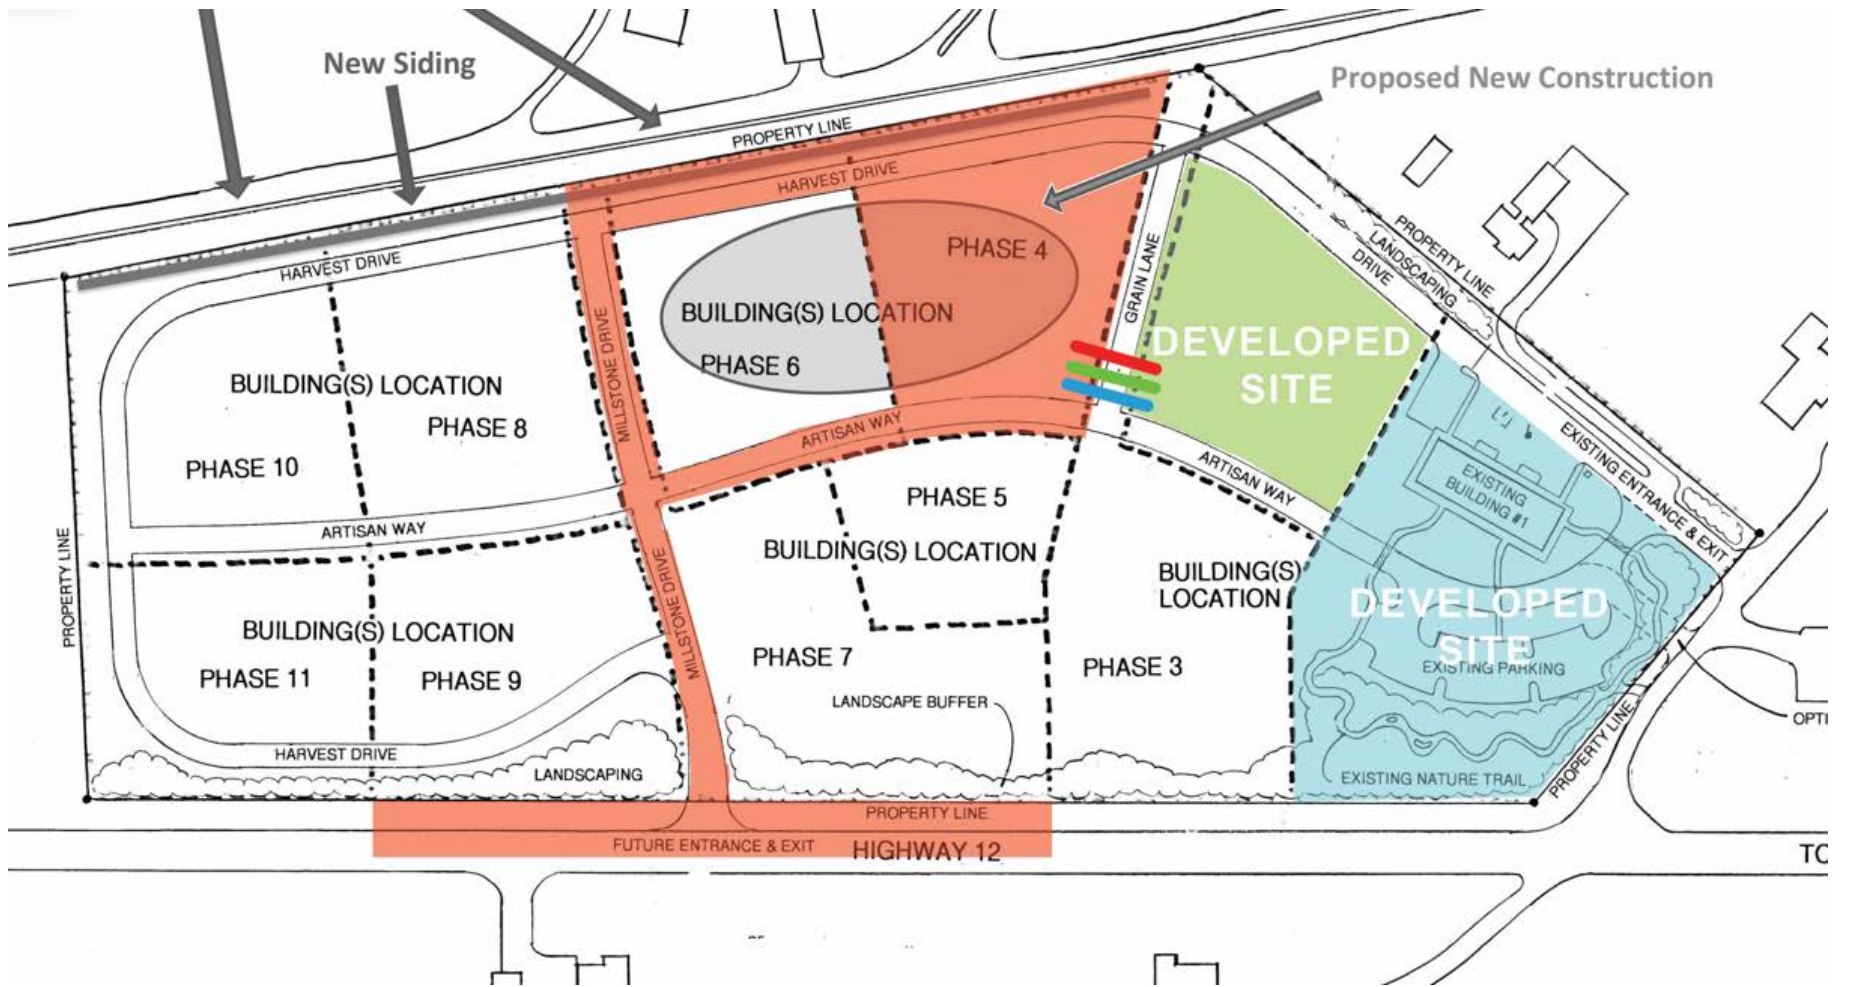 New Siding
Proposed New Construction
PROPERTY LINE
HARVEST DRIVE
HARVEST DRIVE
PHASE 4
GRAIN LANE
PROPERTY LINE
LANDSCAPING
DRIVE
BUILDING(S) LOCATION
PHASE 6
MILLSTONE DRIVE
DEVELOPED
SITE
BUILDING(S) LOCATION
PHASE 8
PHASE 10
ARTISAN WAY
ARTISAN WAY
EXISTING
BUILDING #1
EXISTING ENTRANCE & EXIT
PHASE 5
ARTISAN WAY
PROPERTY LINE
BUILDING(S) LOCATION
BUILDING(S)
LOCATION
MILLSTONE DRIVE
DEVELOPED
SITE
EXISTING PARKING
BUILDING(S) LOCATION
PHASE 11
PHASE 9
PHASE 7
PHASE 3
LANDSCAPE BUFFER
OPTI
PROPERTY LINE
HARVEST DRIVE
LANDSCAPING
EXISTING NATURE TRAIL
PROPERTY LINE
FUTURE ENTRANCE & EXIT
HIGHWAY 12
TO